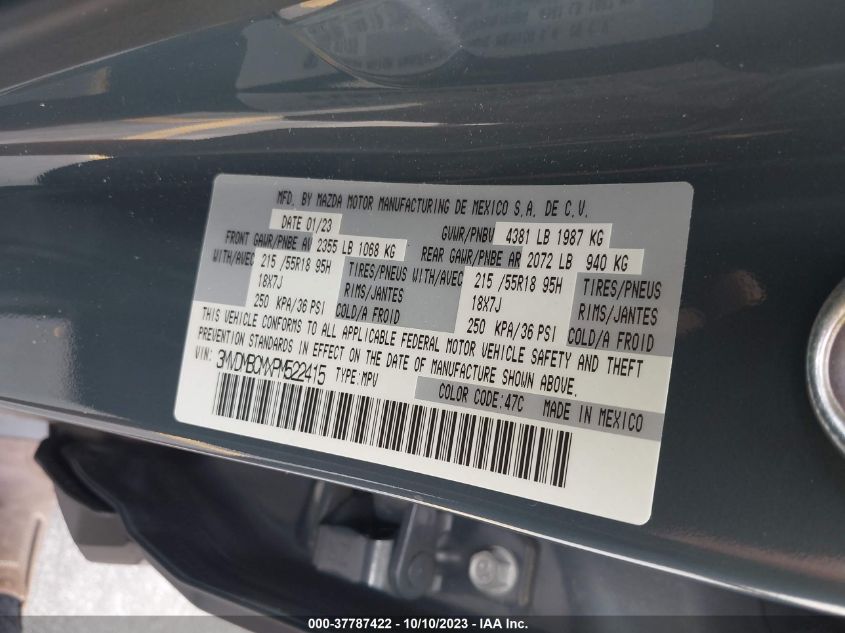 MFD. BY MAZDA MOTOR MANUFACTURING DE MEXICO S.A. DE C.V.
DATE 01/23 GVWR/PNBV 4381 LB 1987 KG
FRONT GAWR/PNBE AV 2355 LB 1068 KG REAR GAWR/PNBE AR 2072 LB 940 KG
WITH/AVEC 215 /55R18 95H TIRES/PNEUS WITH/AVEC 215 /55R18 95H TIRES/PNEUS
18X7J RIMS/JANTES 18X7J RIMS/JANTES
250 KPA/36 PSI COLD/A FROID 250 KPA/36 PSI COLD/A FROID
THIS VEHICLE CONFORMS TO ALL APPLICABLE FEDERAL MOTOR VEHICLE SAFETY AND THEFT
PREVENTION STANDARDS IN EFFECT ON THE DATE OF MANUFACTURE SHOWN ABOVE.
VIN: 3MVDMBCMXPM522415 TYPE: MPV
COLOR CODE:47C MADE IN MEXICO
000-37787422 - 10/10/2023 - IAA Inc.